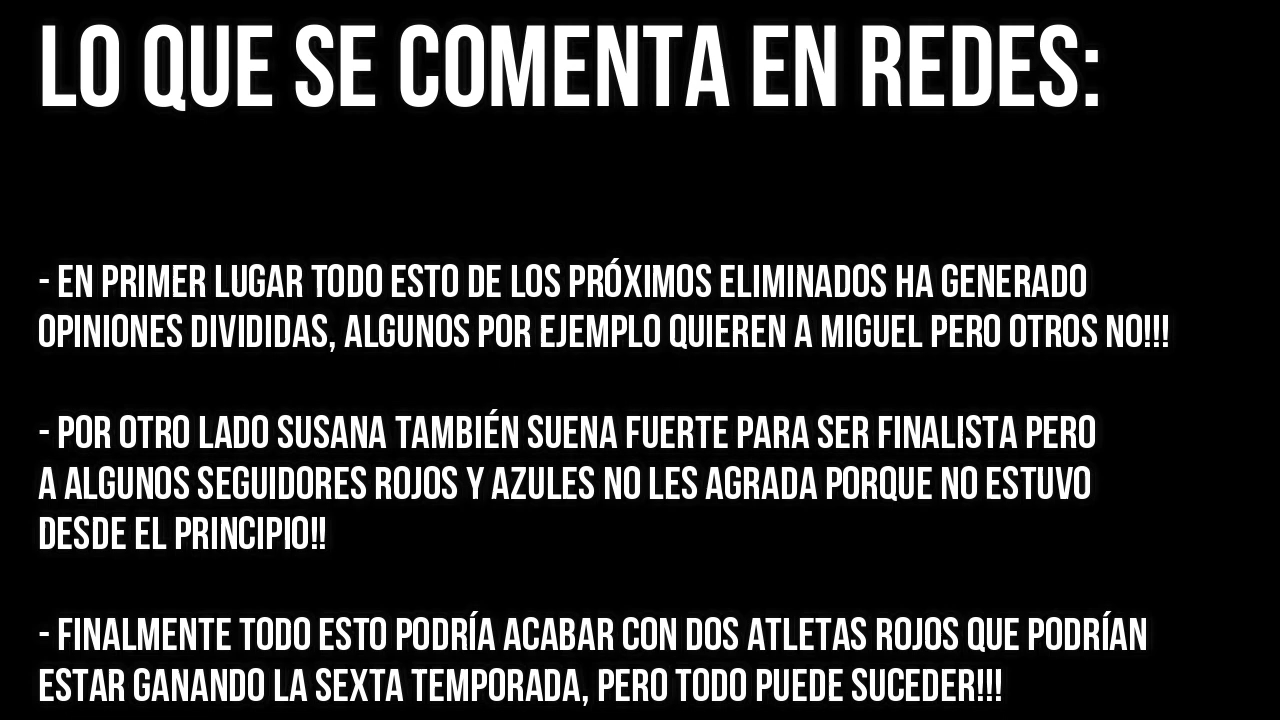 LO QUE SE COMENTA EN REDES:
- EN PRIMER LUGAR TODO ESTO DE LOS PRÓXIMOS ELIMINADOS HA GENERADO
OPINIONES DIVIDIDAS, ALGUNOS POR EJEMPLO QUIEREN A MIGUEL PERO OTROS NO!!!
- POR OTRO LADO SUSANA TAMBIÉN SUENA FUERTE PARA SER FINALISTA PERO
A ALGUNOS SEGUIDORES ROJOS Y AZULES NO LES AGRADA PORQUE NO ESTUVO
DESDE EL PRINCIPIO!!
- FINALMENTE TODO ESTO PODRÍA ACABAR CON DOS ATLETAS ROJOS QUE PODRÍAN
ESTAR GANANDO LA SEXTA TEMPORADA, PERO TODO PUEDE SUCEDER!!!